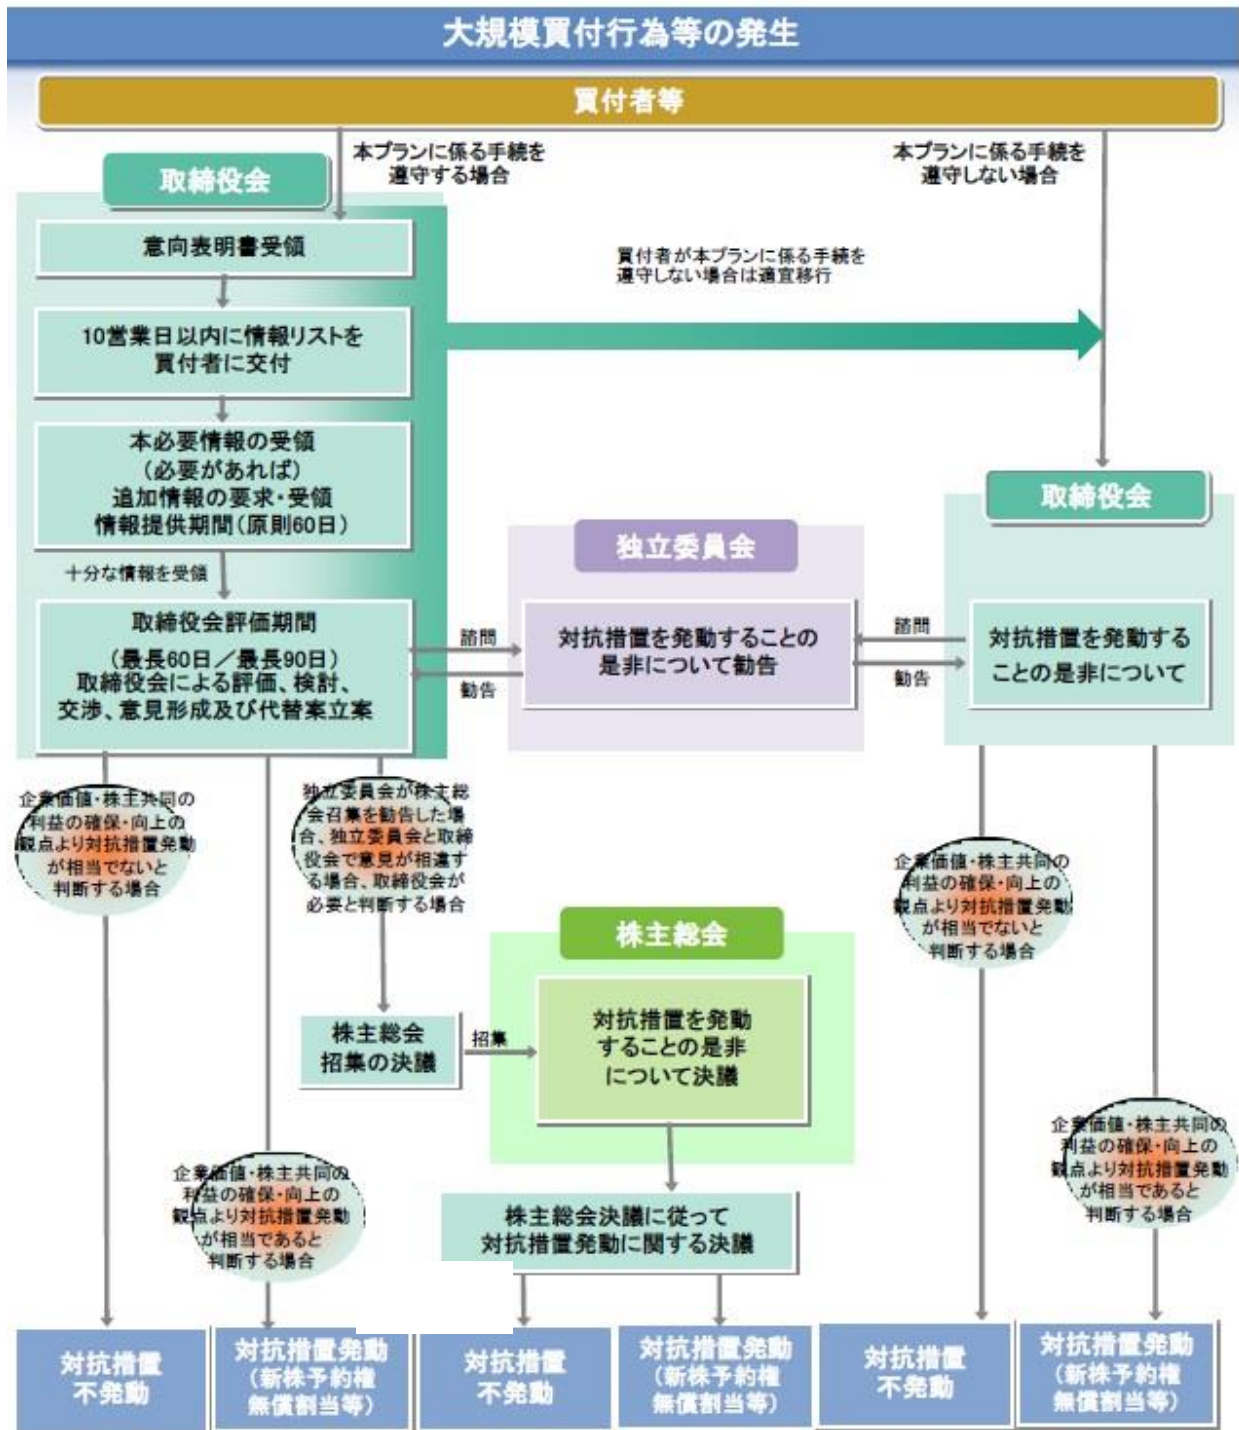 大規模買付行為等の発生
買付者等
本プランに係る手続を
遵守する場合
本プランに係る手続を
遵守しない場合
取締役会
意向表明書受領
買付者が本プランに係る手続を
遵守しない場合は適宜移行
10営業日以内に情報リストを
買付者に交付
本必要情報の受領
(必要があれば)
追加情報の要求・受領
情報提供期間(原則60日)
十分な情報を受領
取締役会評価期間
(最長60日/最長90日)
取締役会による評価、検討、
交渉、意見形成及び代替案立案
諮問
勧告
独立委員会
対抗措置を発動することの
是非について勧告
諮問
勧告
取締役会
対抗措置を発動する
ことの是非について
企業価値・株主共同の
利益の確保・向上の
観点より対抗措置発動
が相当でないと
判断する場合
独立委員会が株主総
会召集を勧告した場
合、独立委員会と取締
役会で意見が相違す
る場合、取締役会が
必要と判断する場合
企業価値・株主共同の
利益の確保・向上の
観点より対抗措置発動
が相当でないと
判断する場合
株主総会
株主総会
招集の決議
招集
対抗措置を発動
することの是非
について決議
企業価値・株主共同の
利益の確保・向上の
観点より対抗措置発動
が相当であると
判断する場合
企業価値・株主共同の
利益の確保・向上の
観点より対抗措置発動
が相当であると
判断する場合
株主総会決議に従って
対抗措置発動に関する決議
対抗措置
不発動
対抗措置発動
(新株予約権
無償割当等)
対抗措置
不発動
対抗措置発動
(新株予約権
無償割当等)
対抗措置
不発動
対抗措置発動
(新株予約権
無償割当等)